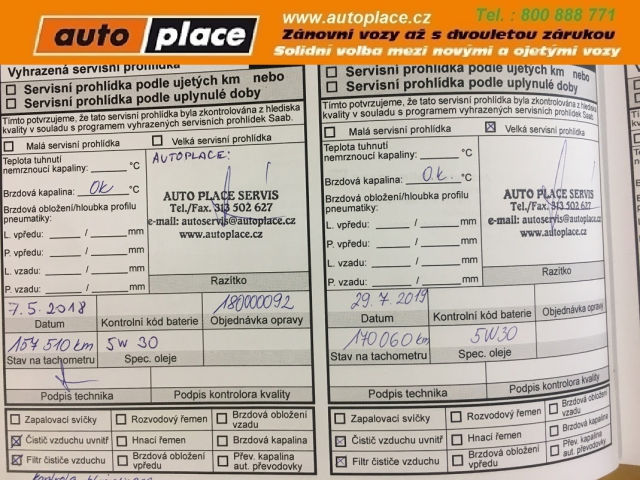 auto place
www.autoplace.cz
Tel. : 800 888 771
Zánovní vozy až s dvouletou zárukou
Solidní volba mezi novými a ojetými vozy
Vyhrazená servisní prohlídka
Servisní prohlídka podle ujetých km nebo
Servisní prohlídka podle uplynulé doby
Tímto potvrzujeme, že tato servisní prohlídka byla zkontrolována z hlediska
kvality v souladu s programem vyhrazených servisních prohlídek Saab.
Malá servisní prohlídka
Velká servisní prohlídka
Teplota tuhnutí
nemrznoucí kapaliny: °C
AUTOPLACE:
Brzdová kapalina: Ok °C
Brzdová obložení/hloubka profilu
pneumatiky:
L. vpředu: / mm
P. vpředu: / mm
L. vzadu: / mm
P. vzadu: / mm
AUTO PLACE SERVIS
Tel./Fax. 313 502 627
e-mail: autoservis@autoplace.cz
www.autoplace.cz
Razítko
7.5.2018
180000092
Datum
Kontrolní kód baterie
Objednávka opravy
157510 km
5W 30
Stav na tachometru
Spec. oleje
Podpis technika
Podpis kontrolora kvality
Zapalovací svíčky
Rozvodový řemen
Brzdová obložení
vzadu
Čistič vzduchu uvnitř
Hnací řemen
Brzdová kapalina
Filtr čističe vzduchu
Brzdová obložení
vpředu
Přev. kapalina
aut. převodovky
Servisní prohlídka podle ujetých km nebo
Servisní prohlídka podle uplynulé doby
Tímto potvrzujeme, že tato servisní prohlídka byla zkontrolována z hlediska
kvality v souladu s programem vyhrazených servisních prohlídek Saab.
Malá servisní prohlídka
Velká servisní prohlídka
Teplota tuhnutí
nemrznoucí kapaliny: °C
Brzdová kapalina: Ok. °C
Brzdová obložení/hloubka profilu
pneumatiky:
L. vpředu: / mm
P. vpředu: / mm
L. vzadu: / mm
P. vzadu: / mm
AUTO PLACE SERVIS
Tel./Fax. 313 502 627
e-mail: autoservis@autoplace.cz
www.autoplace.cz
Razítko
29.7.2019
Datum
Kontrolní kód baterie
Objednávka opravy
170060 km
5W30
Stav na tachometru
Spec. oleje
Podpis technika
Podpis kontrolora kvality
Zapalovací svíčky
Rozvodový řemen
Brzdová obložení
vzadu
Čistič vzduchu uvnitř
Hnací řemen
Brzdová kapalina
Filtr čističe vzduchu
Brzdová obložení
vpředu
Přev. kapalina
aut. převodovky